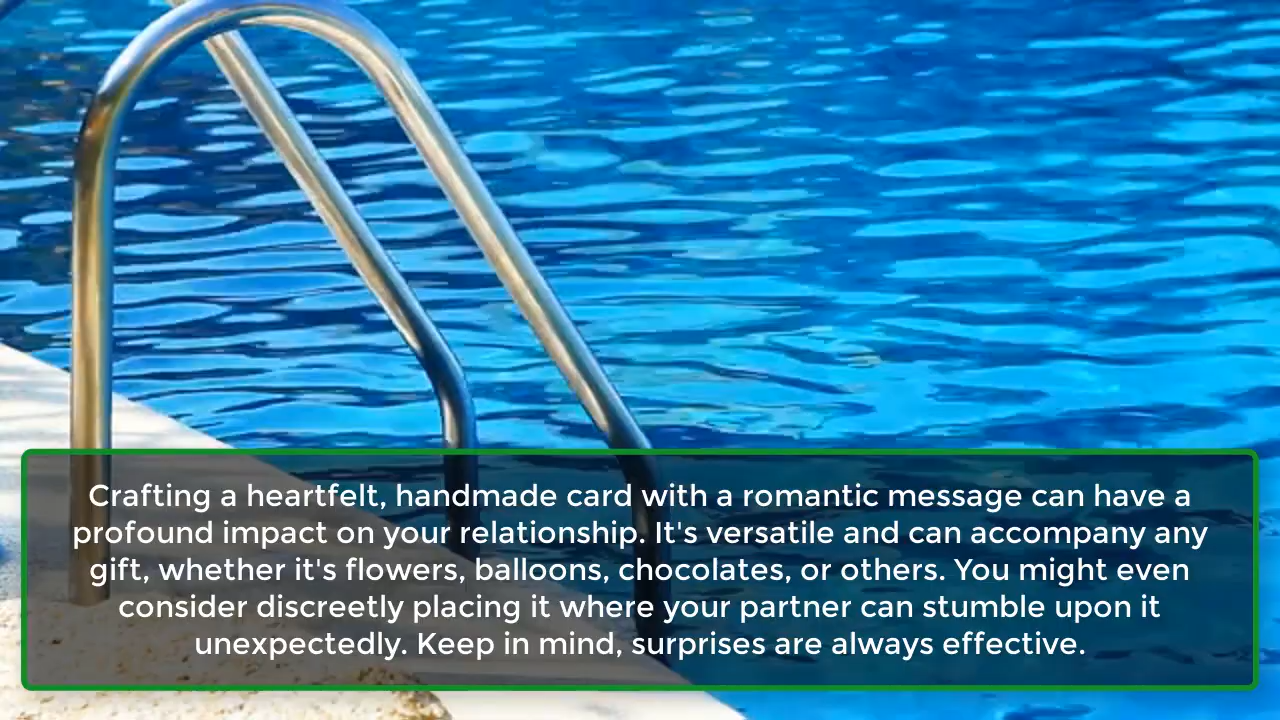 Crafting a heartfelt, handmade card with a romantic message can have a
profound impact on your relationship. It's versatile and can accompany any
gift, whether it's flowers, balloons, chocolates, or others. You might even
consider discreetly placing it where your partner can stumble upon it
unexpectedly. Keep in mind, surprises are always effective.